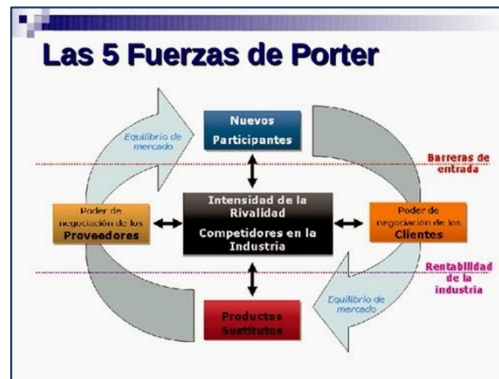 Las 5 Fuerzas de Porter
Equilibrio de
mercado
Nuevos
Participantes
Barreras de
entrada
Poder de
negociación de los
Proveedores
Intensidad de la
Rivalidad
Competidores en la
Industria
Poder de
negociación de los
Clientes
Rentabilidad
de la
industria
Productos
Sustitutos
Equilibrio de
mercado